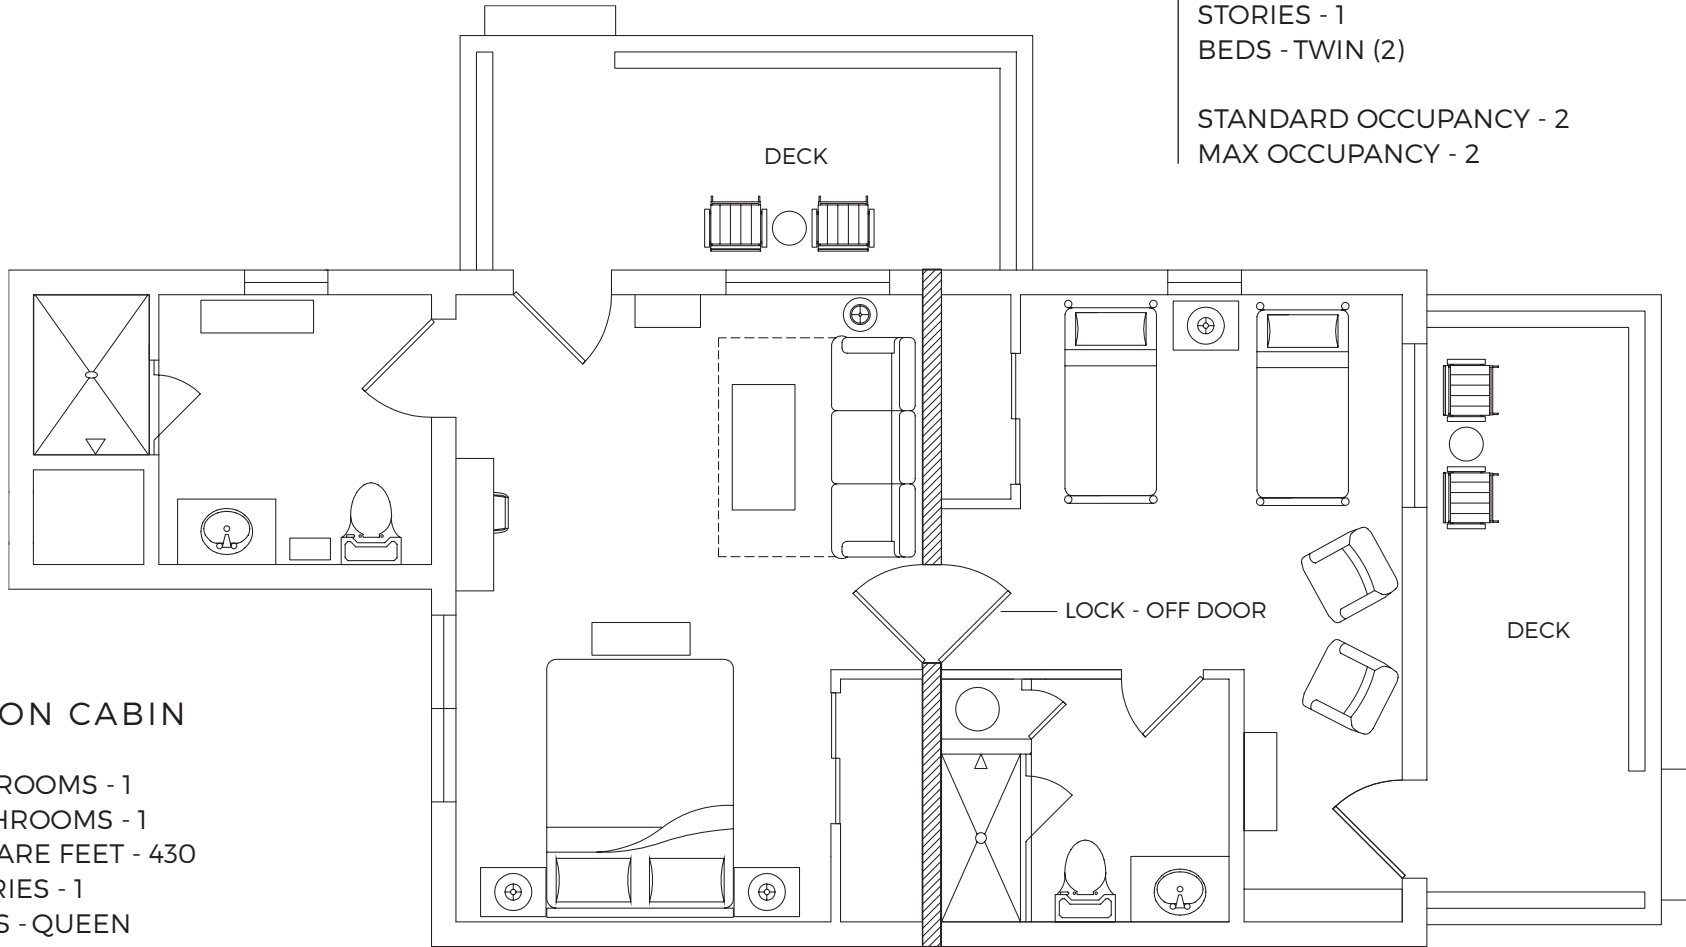 STORIES - 1
BEDS - TWIN (2)
STANDARD OCCUPANCY - 2
MAX OCCUPANCY - 2
DECK
LOCK - OFF DOOR
DECK
ON CABIN
ROOMS - 1
HROOMS - 1
ARE FEET - 430
RIES - 1
S - QUEEN